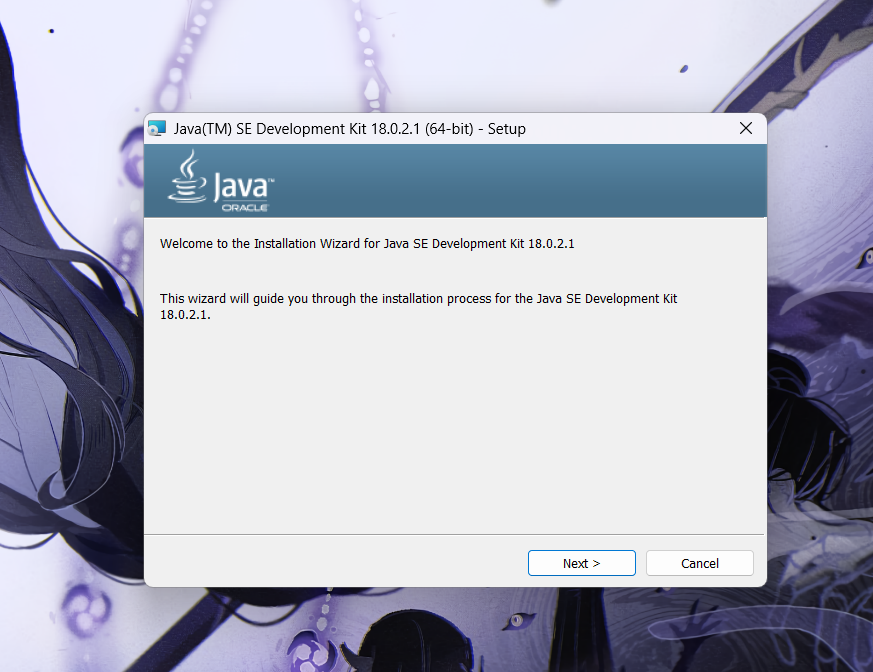 Java(TM) SE Development Kit 18.0.2.1 (64-bit) - Setup
Java™
ORACLE
Welcome to the Installation Wizard for Java SE Development Kit 18.0.2.1
This wizard will guide you through the installation process for the Java SE Development Kit
18.0.2.1.
Next >
Cancel